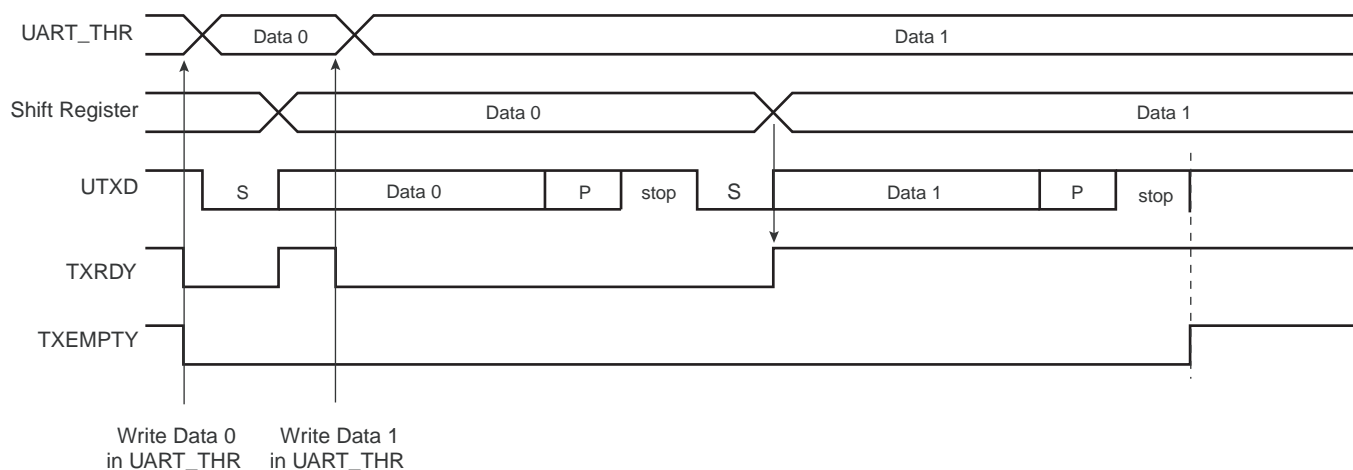 UART_THR
Data 0
Data 1
Shift Register
Data 0
Data 1
UTXD
S
Data 0
P
stop
S
Data 1
P
stop
TXRDY
TXEMPTY
Write Data 0
in UART_THR
Write Data 1
in UART_THR